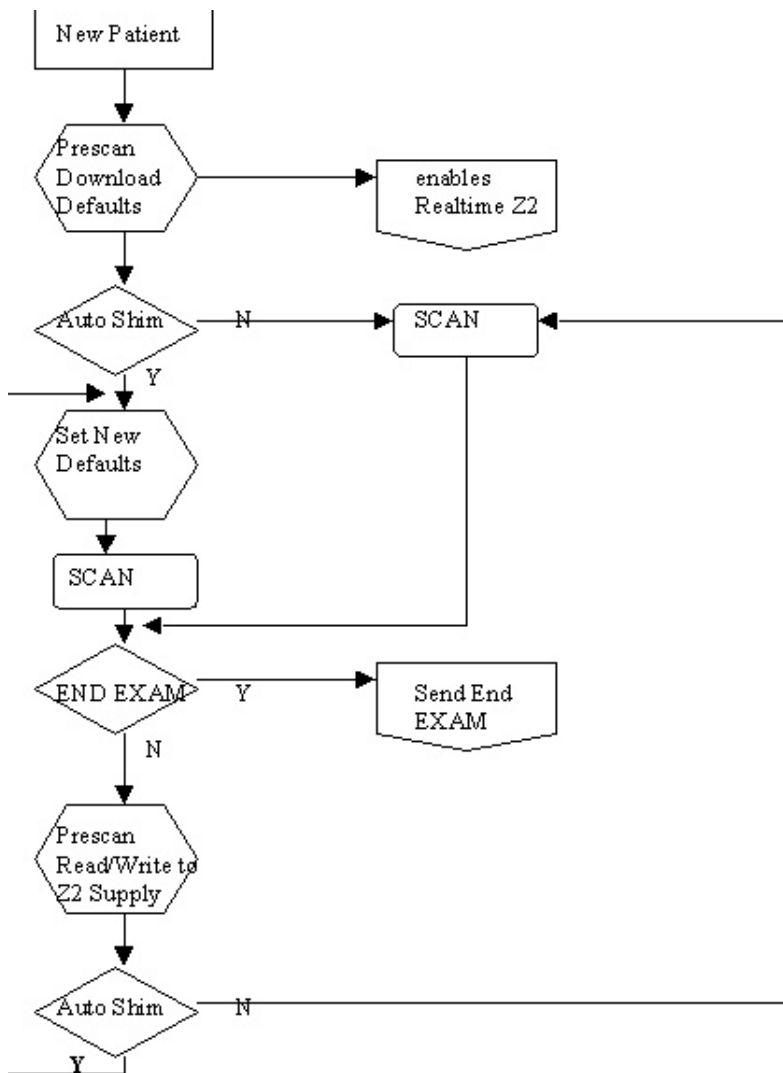 New Patient
Prescan
Download
Defaults
enables
Realtime Z2
Auto Shim
N
SCAN
Y
Set New
Defaults
SCAN
END EXAM
Y
Send End
EXAM
N
Prescan
Read/Write to
Z2 Supply
Auto Shim
N
Y